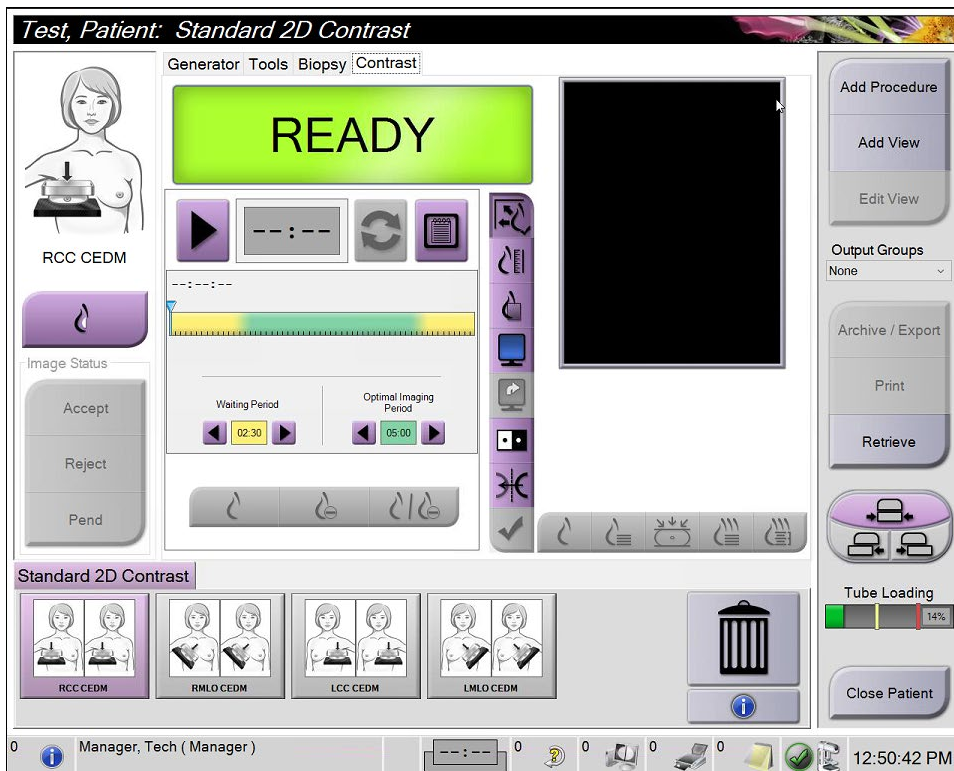 Test, Patient: Standard 2D Contrast
Generator Tools Biopsy Contrast
READY
--:--
--:--:--
Waiting Period
02:30
Optimal Imaging
Period
05:00
RCC CEDM
Image Status
Accept
Reject
Pend
Add Procedure
Add View
Edit View
Output Groups
None
Archive / Export
Print
Retrieve
Tube Loading
14%
Close Patient
Standard 2D Contrast
RCC CEDM
RMLO CEDM
LCC CEDM
LMLO CEDM
0
Manager, Tech ( Manager )
--:--
0
0
0
0
12:50:42 PM